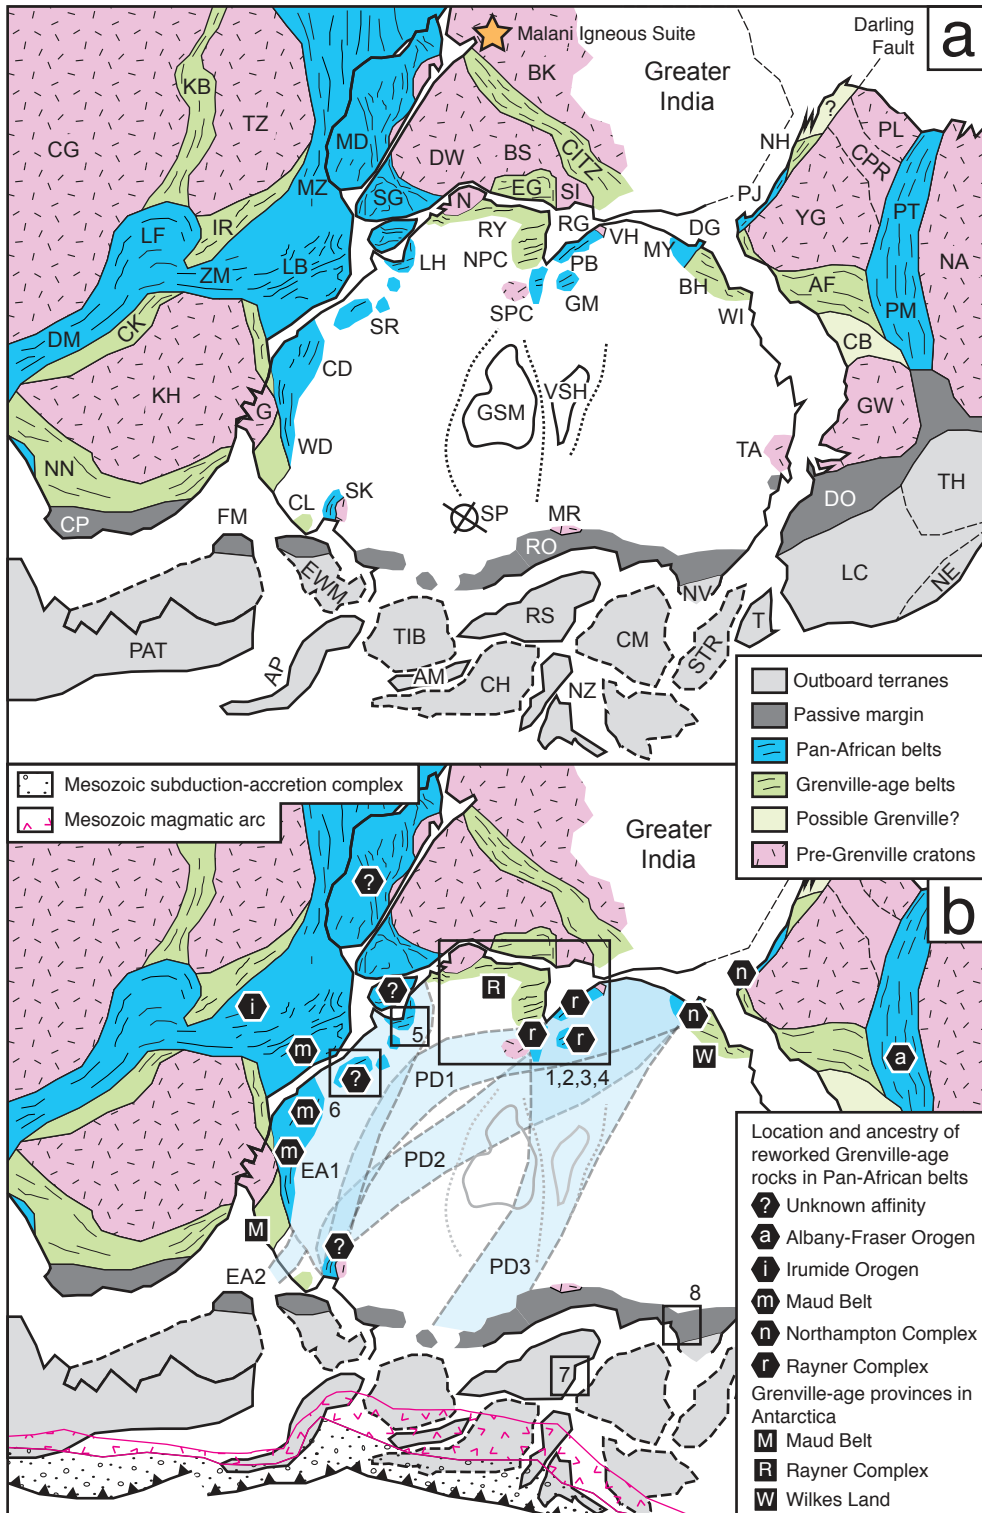 a
Malani Igneous Suite
Darling
Fault
Greater
India
KB
BK
CG
TZ
MD
?
PL
CPR
NH
DW
BS
CITZ
MZ
SG
N
EG
SI
PJ
YG
PT
NA
LF
IR
RY
RG
VH
MY
DG
ZM
LB
LH
NPC
PB
AF
DM
CK
SPC
GM
BH
WI
PM
SR
CB
CD
KH
G
GSM
VSH
GW
WD
TA
NN
SK
TH
CL
SP
MR
DO
CP
FM
RO
EWM
LC
NE
NV
PAT
AP
TIB
RS
CM
STR
T
AM
CH
NZ
Outboard terranes
Passive margin
Pan-African belts
Grenville-age belts
Possible Grenville?
Pre-Grenville cratons
Mesozoic subduction-accretion complex
Mesozoic magmatic arc
Greater
India
b
?
n
?
R
r
i
n
5
r
r
m
W
a
?
PD1
1,2,3,4
6
m
m
EA1
PD2
M
?
EA2
PD3
8
7
Location and ancestry of
reworked Grenville-age
rocks in Pan-African belts
? Unknown affinity
a Albany-Fraser Orogen
i Irumide Orogen
m Maud Belt
n Northampton Complex
r Rayner Complex
Grenville-age provinces in
Antarctica
M Maud Belt
R Rayner Complex
W Wilkes Land